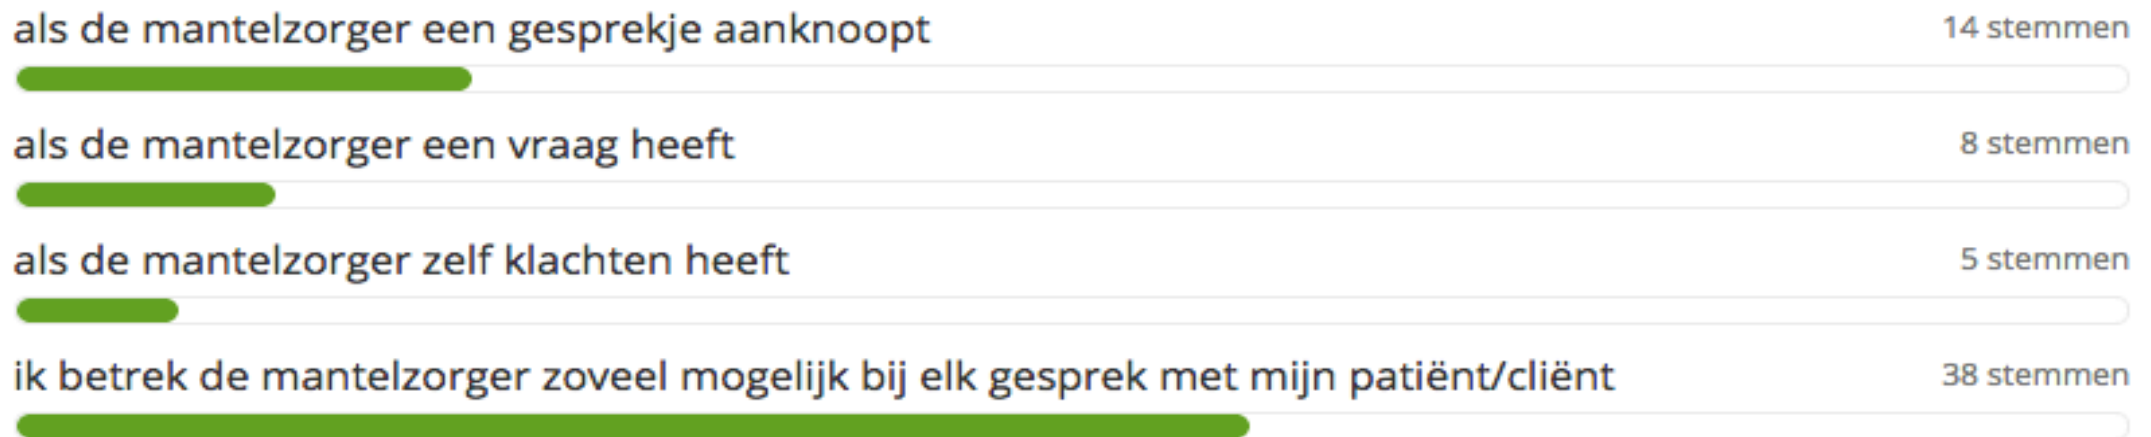 als de mantelzorger een gesprekje aanknoopt 14 stemmen
als de mantelzorger een vraag heeft 8 stemmen
als de mantelzorger zelf klachten heeft 5 stemmen
ik betrek de mantelzorger zoveel mogelijk bij elk gesprek met mijn patiënt/cliënt 38 stemmen